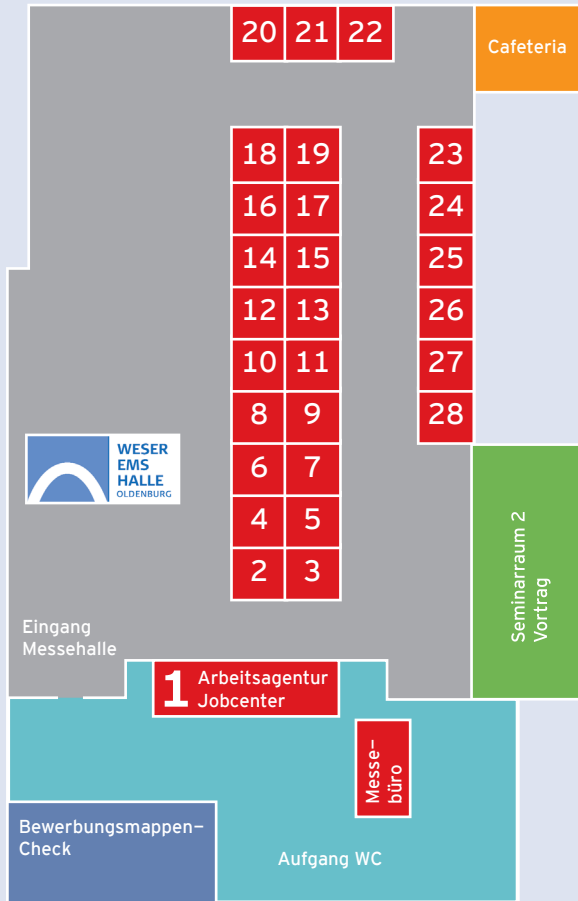 20 21 22
Cafeteria
18 19
23
16 17
24
14 15
25
12 13
26
10 11
27
8 9
28
WESER
EMS
HALLE
OLDENBURG
6 7
4 5
2 3
Seminarraum 2
Vortrag
Eingang
Messehalle
1 Arbeitsagentur
Jobcenter
Messe–
büro
Bewerbungsmappen–
Check
Aufgang WC